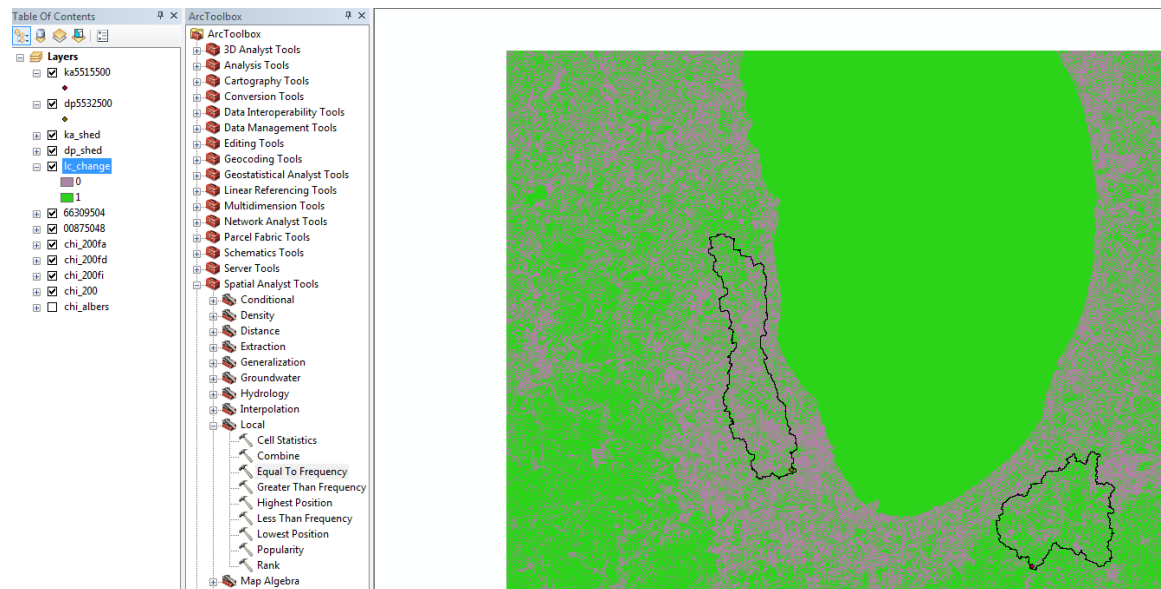 Table Of Contents
Layers
ka5515500
dp5532500
ka_shed
dp_shed
lc_change
0
1
66309504
00875048
chi_200fa
chi_200fd
chi_200fi
chi_200
chi_albers
ArcToolbox
ArcToolbox
3D Analyst Tools
Analysis Tools
Cartography Tools
Conversion Tools
Data Interoperability Tools
Data Management Tools
Editing Tools
Geocoding Tools
Geostatistical Analyst Tools
Linear Referencing Tools
Multidimension Tools
Network Analyst Tools
Parcel Fabric Tools
Schematics Tools
Server Tools
Spatial Analyst Tools
Conditional
Density
Distance
Extraction
Generalization
Groundwater
Hydrology
Interpolation
Local
Cell Statistics
Combine
Equal To Frequency
Greater Than Frequency
Highest Position
Less Than Frequency
Lowest Position
Popularity
Rank
Map Algebra